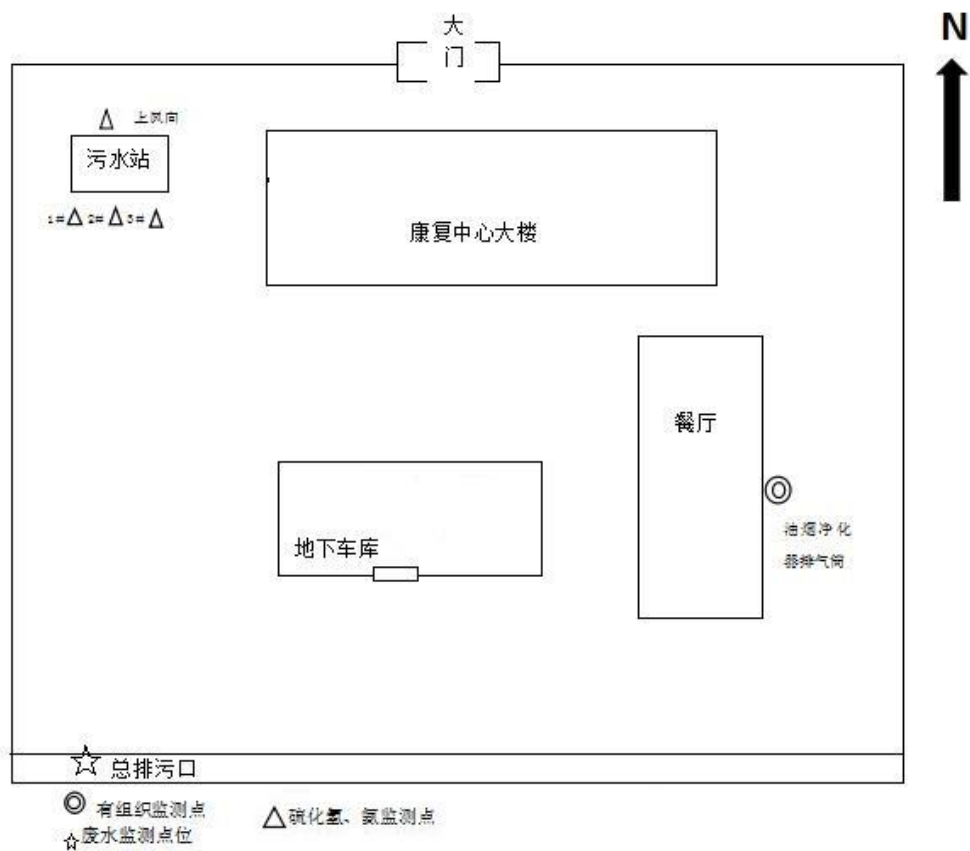 大
门
N
上风向
污水站
1# 2# 3#
康复中心大楼
餐厅
油烟净化
器排气筒
地下车库
总排污口
有组织监测点
硫化氢、氨监测点
废水监测点位